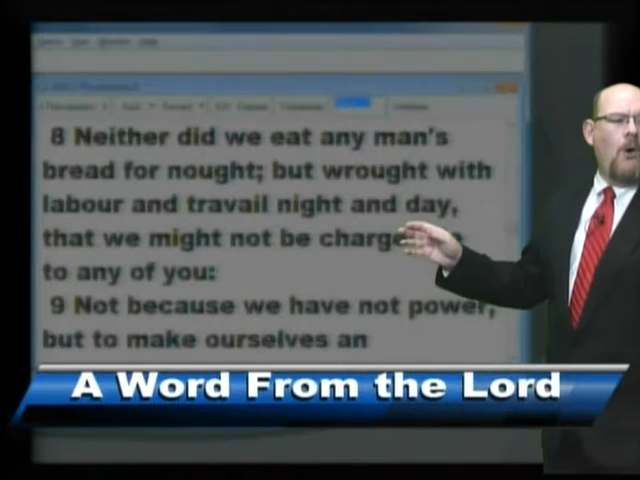 8 Neither did we eat any man's
bread for nought; but wrought with
labour and travail night and day,
that we might not be
to any of you:
9 Not because we have not power,
but to make ourselves an
A Word From the Lord